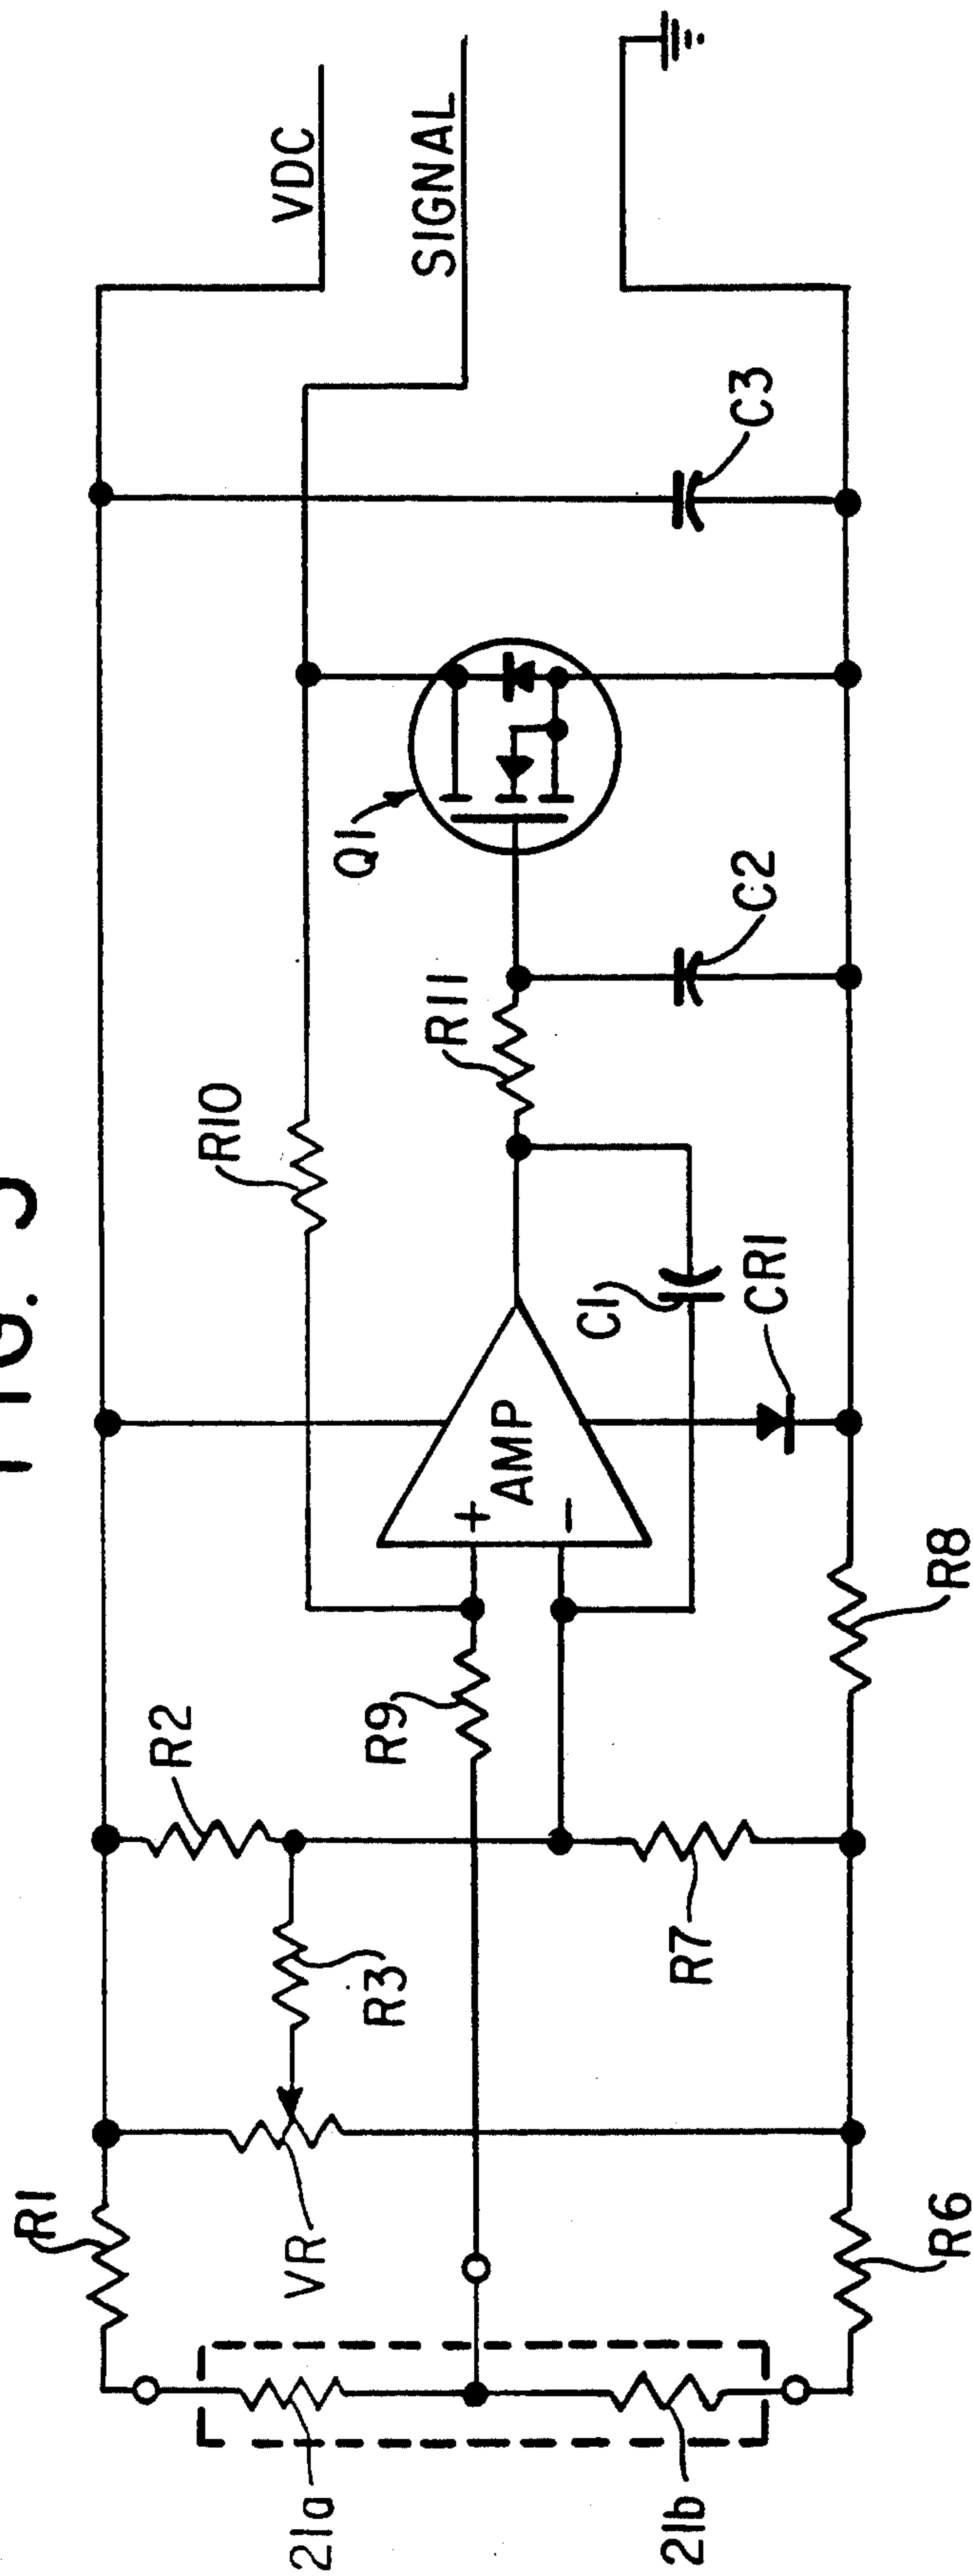 FIG.
R1
R2
R10
VDC
VR
R3
R9
Q1
SIGNAL
21a
+
AMP
−
R11
C1
21b
R7
CR1
C2
C3
R6
R8